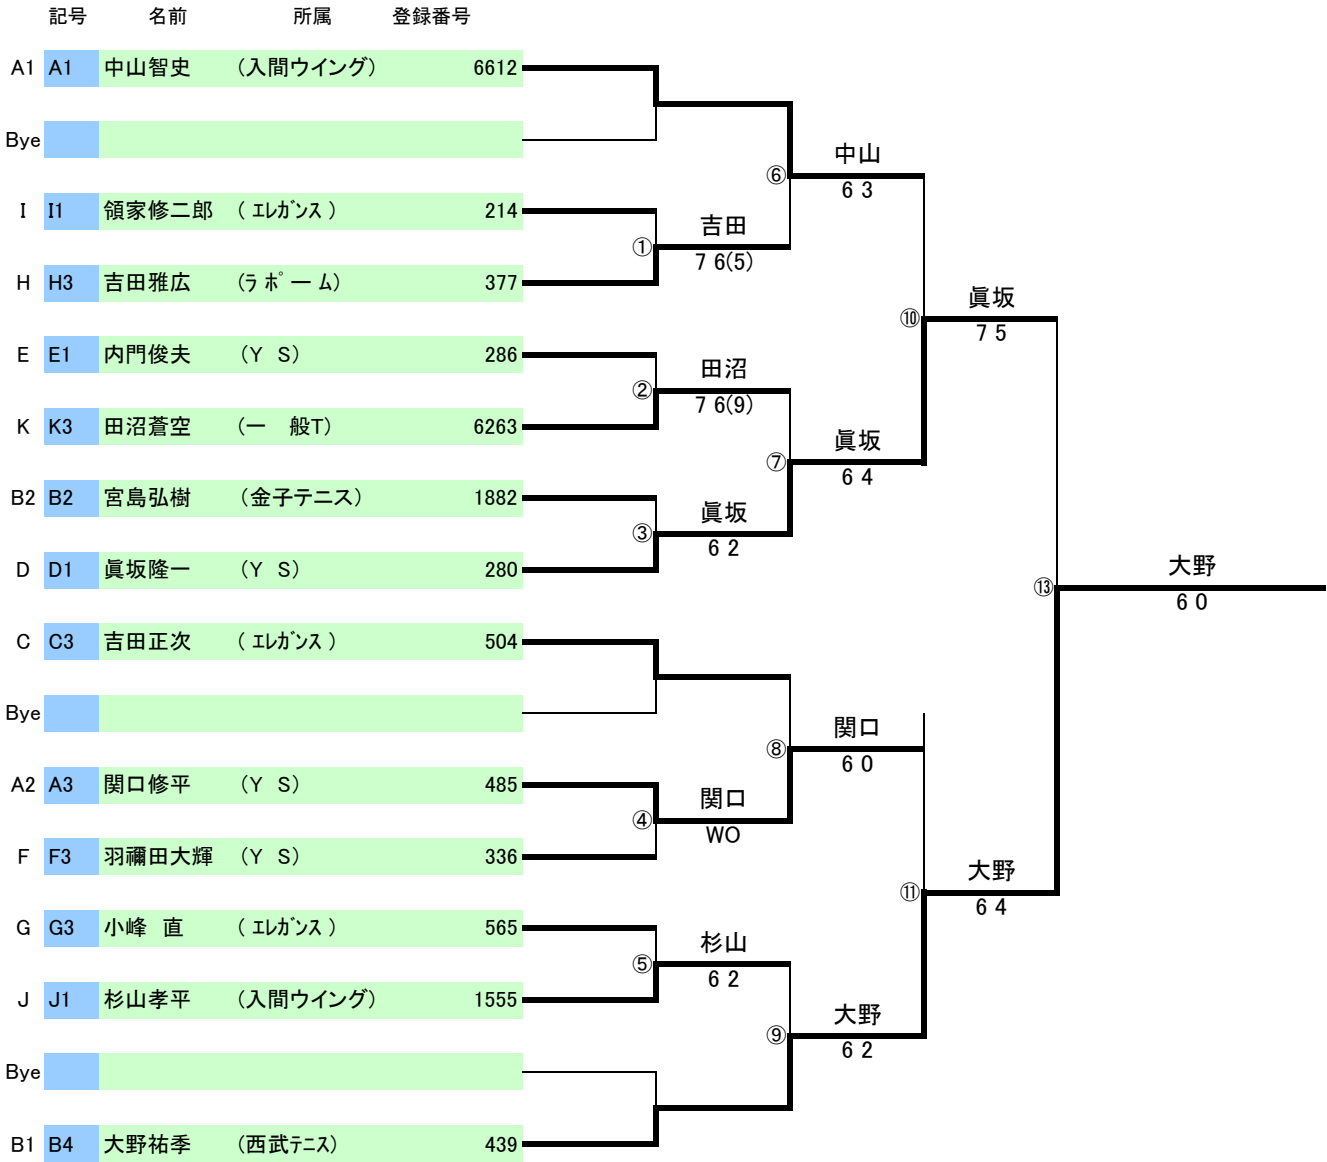 記号 名前 所属 登録番号
A1 A1 中山智史 (入間ウイング) 6612
Bye
中山
⑥
6 3
I I1 領家修二郎 (ｴﾚｶﾞﾝｽ) 214
吉田
①
7 6(5)
H H3 吉田雅広 (ﾗﾎﾟｰﾑ) 377
眞坂
⑩
7 5
E E1 内門俊夫 (Y S) 286
田沼
②
7 6(9)
K K3 田沼蒼空 (一 般T) 6263
眞坂
⑦
6 4
B2 B2 宮島弘樹 (金子テニス) 1882
眞坂
③
6 2
D D1 眞坂隆一 (Y S) 280
大野
⑬
6 0
C C3 吉田正次 (ｴﾚｶﾞﾝｽ) 504
Bye
関口
⑧
6 0
A2 A3 関口修平 (Y S) 485
関口
④
WO
F F3 羽禰田大輝 (Y S) 336
大野
⑪
6 4
G G3 小峰 直 (ｴﾚｶﾞﾝｽ) 565
杉山
⑤
6 2
J J1 杉山孝平 (入間ウイング) 1555
大野
⑨
6 2
Bye
B1 B4 大野祐季 (西武ﾃﾆｽ) 439